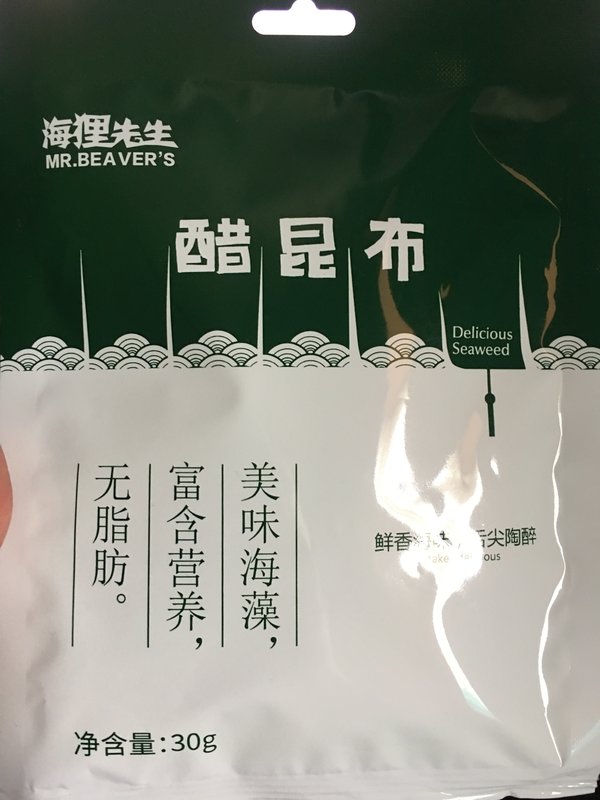 海狸先生
MR.BEAVER'S
醋昆布
Delicious
Seaweed
美味海藻，
富含营养，
无脂肪。
鲜香 尖陶醉
净含量：30g